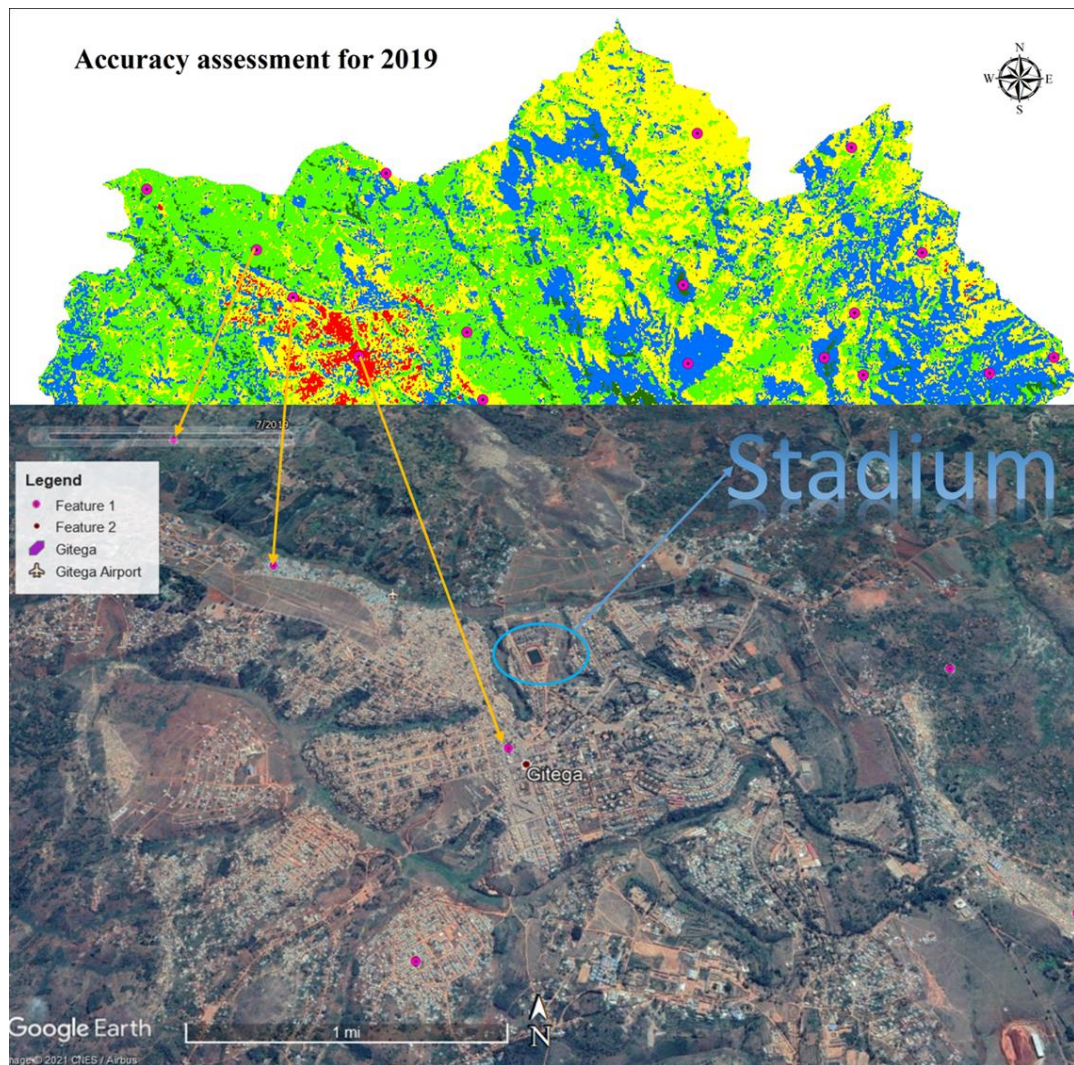 Accuracy assessment for 2019
N
W E
S
7/2019
Stadium
Legend
Feature 1
Feature 2
Gitega
Gitega Airport
Gitega
Google Earth
1 mi
N
nage © 2021 CNES / Airbus